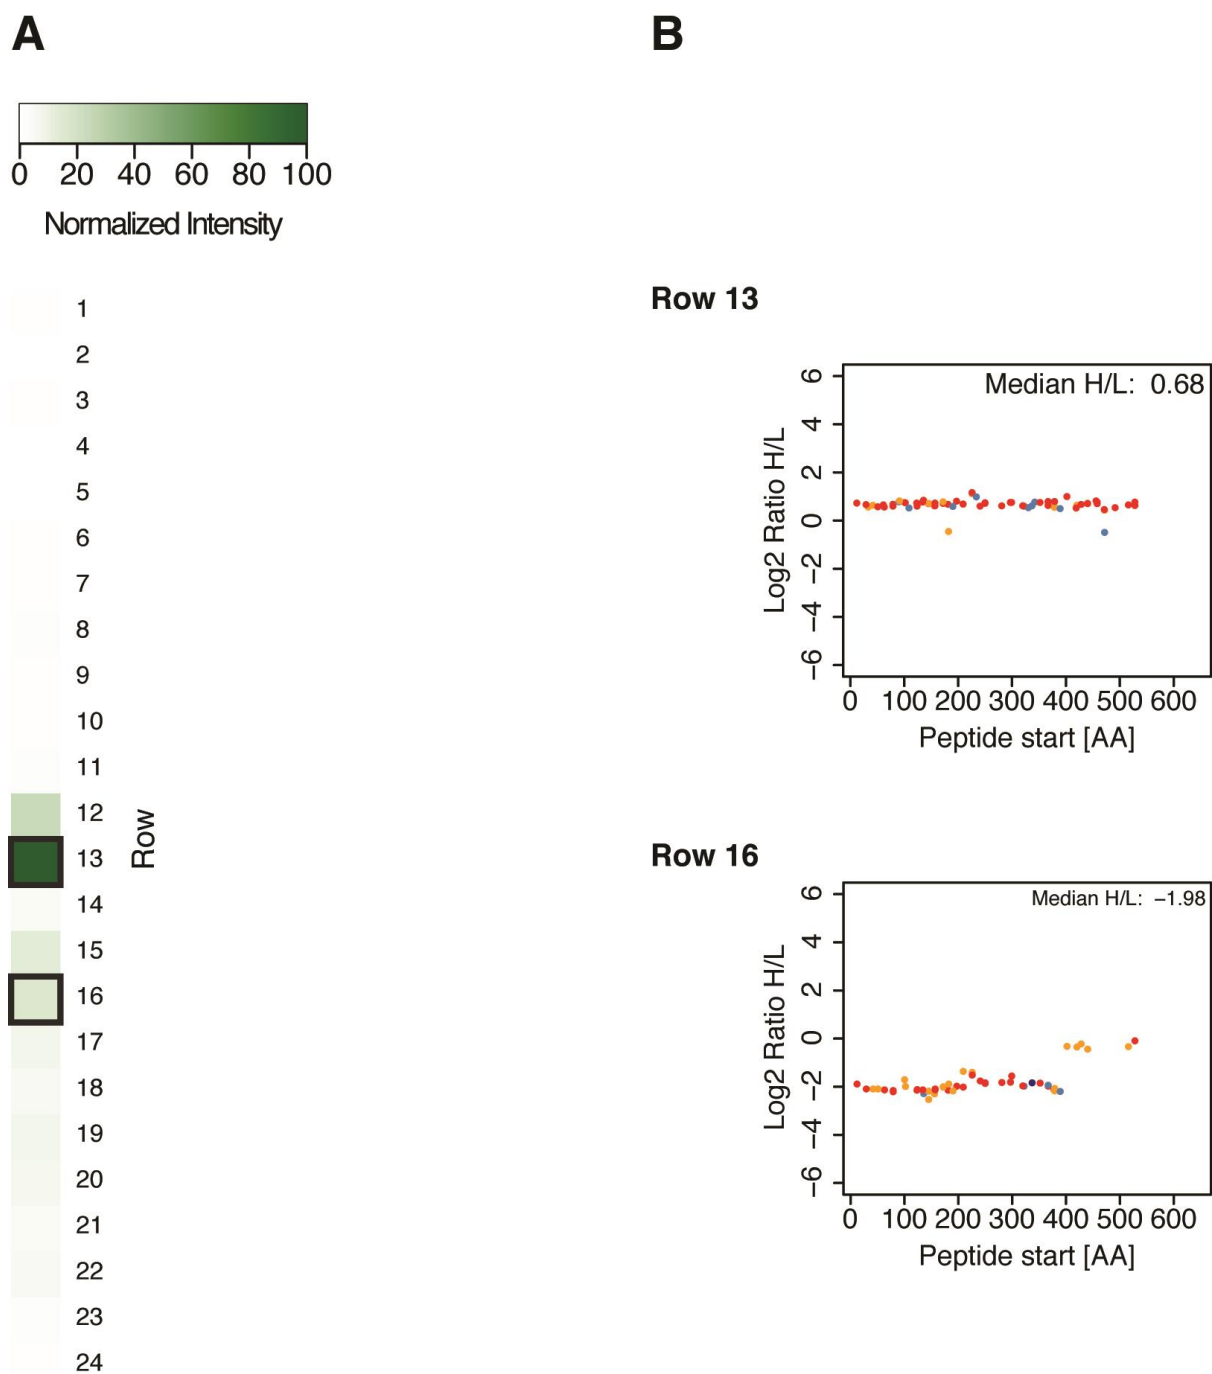 A
0 20 40 60 80 100
Normalized Intensity
1
2
3
4
5
6
7
8
9
10
11
12
13
14
15
16
17
18
19
20
21
22
23
24
Row
B
Row 13
Median H/L: 0.68
6
4
2
0
−2
−4
−6
Log2 Ratio H/L
0 100 200 300 400 500 600
Peptide start [AA]
Row 16
Median H/L: −1.98
6
4
2
0
−2
−4
−6
Log2 Ratio H/L
0 100 200 300 400 500 600
Peptide start [AA]